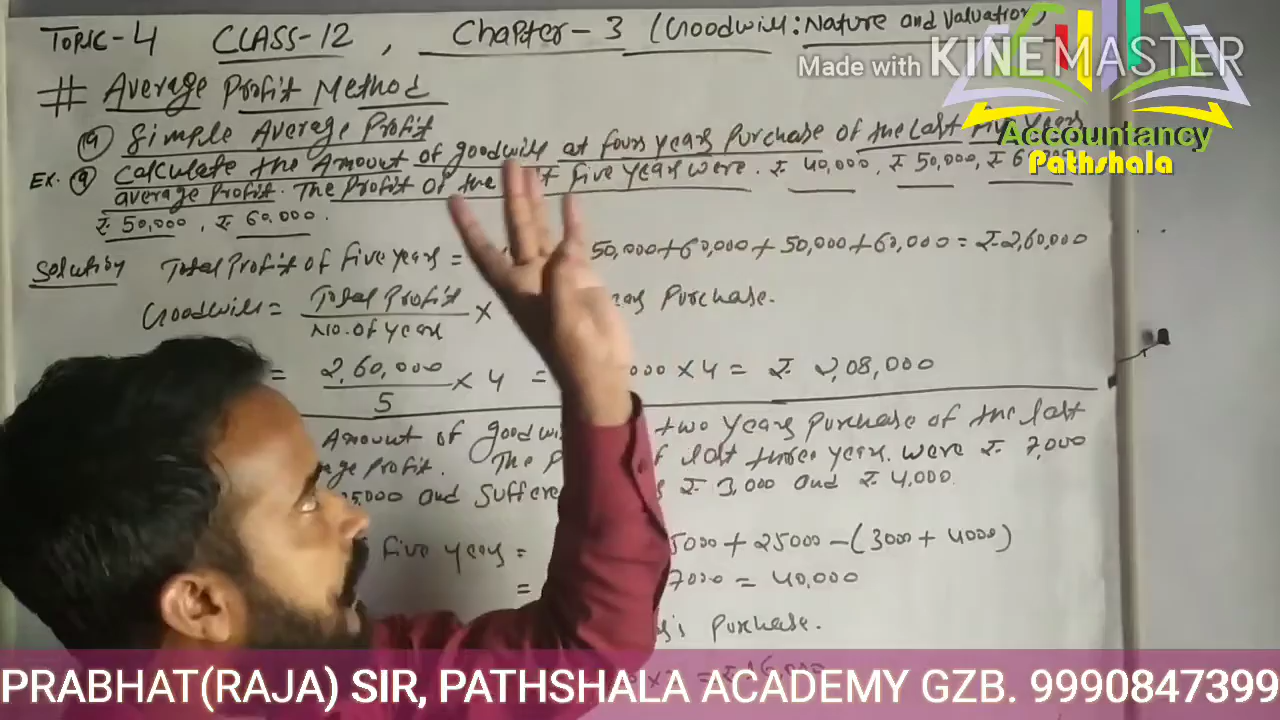 TOPIC-4 CLASS-12, Chapter-3 (Goodwill: Nature and Valuation)
Made with KINEMASTER
# Average Profit Method
(a) Simple Average Profit
Accountancy
Pathshala
Ex. (a) Calculate the Amount of goodwill at four years Purchase of the Last Five years
average Profit. The Profit of the five years were. ₹ 40,000, ₹ 50,000, ₹
₹ 50,000, ₹ 60,000.
Solution Total Profit of five years = 50,000+60,000+50,000+60,000 = ₹ 2,60,000
Goodwill = Total Profit / No. of years × Purchase.
= 2,60,000 / 5 × 4 = 000 × 4 = ₹ 2,08,000
Amount of two years purchase of the last
Profit. The of last three years were ₹ 7,000
and ₹ 3,000 and ₹ 4,000.
five years = 5000 + 25000 - (3000 + 4000)
= 7000 = 40,000
Purchase.
PRABHAT(RAJA) SIR, PATHSHALA ACADEMY GZB. 9990847399